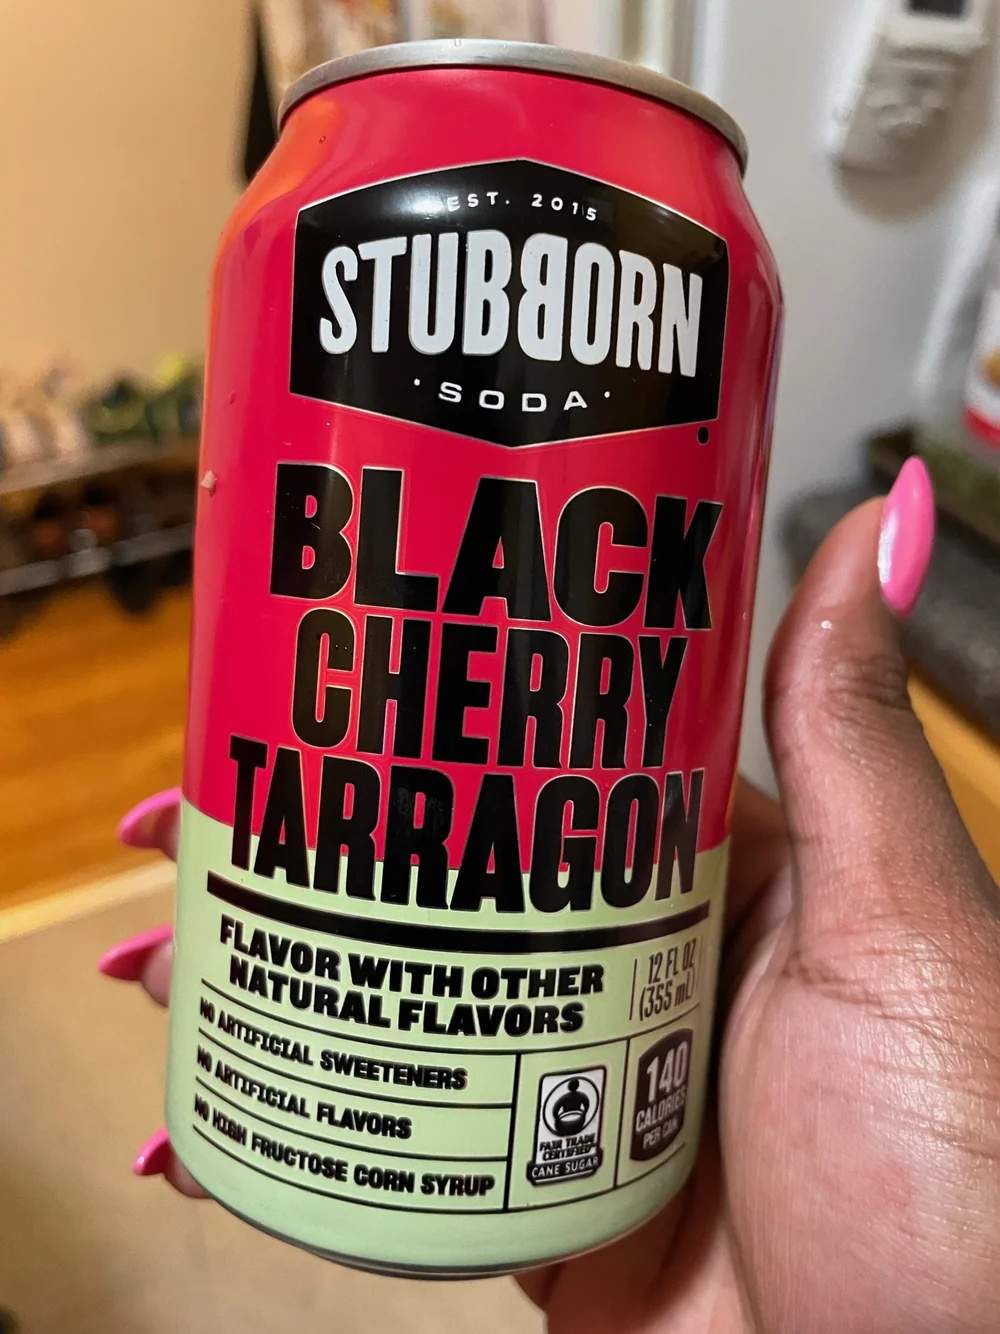 EST. 2015
STUBBORN
· SODA ·
BLACK
CHERRY
TARRAGON
FLAVOR WITH OTHER
NATURAL FLAVORS
12 FL OZ
(355 mL)
NO ARTIFICIAL SWEETENERS
NO ARTIFICIAL FLAVORS
NO HIGH FRUCTOSE CORN SYRUP
FAIR TRADE
CERTIFIED
CANE SUGAR
140
CALORIES
PER CAN